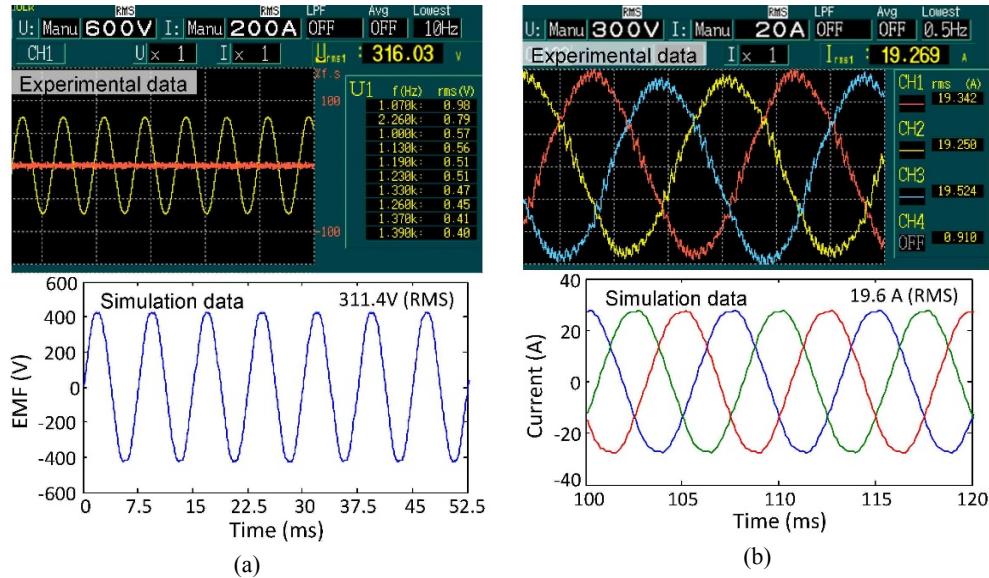 RMS RMS LPF Avg Lowest
U: Manu 600V I: Manu 200A OFF OFF 10Hz
CH1 U x 1 I x 1 Urms1 : 316.03 V
Experimental data
%f.s
100
-100
U1 f(Hz) rms(V)
1.070k: 0.98
2.260k: 0.79
1.000k: 0.57
1.130k: 0.56
1.190k: 0.51
1.230k: 0.51
1.330k: 0.47
1.260k: 0.45
1.370k: 0.41
1.390k: 0.40
Simulation data 311.4V (RMS)
EMF (V)
600
400
200
0
-200
-400
-600
0 7.5 15 22.5 30 37.5 45 52.5
Time (ms)
(a)
RMS RMS LPF Avg Lowest
U: Manu 300V I: Manu 20A OFF OFF 0.5Hz
x 1 I x 1 Irms1 : 19.269 A
Experimental data
CH1 rms (A)
19.342
CH2
19.250
CH3
19.524
CH4
OFF 0.910
Simulation data 19.6 A (RMS)
Current (A)
40
20
0
-20
-40
100 105 110 115 120
Time (ms)
(b)